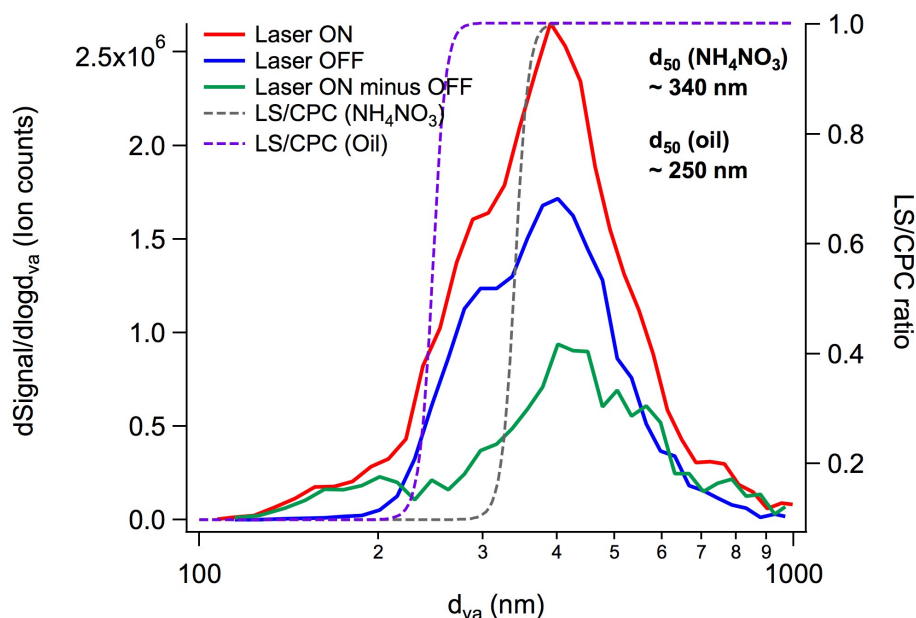 Laser ON
Laser OFF
Laser ON minus OFF
LS/CPC (NH₄NO₃)
LS/CPC (Oil)
d₅₀ (NH₄NO₃)
~ 340 nm
d₅₀ (oil)
~ 250 nm
dSignal/dlogdᵥₐ (Ion counts)
2.5x10⁶
2.0
1.5
1.0
0.5
0.0
LS/CPC ratio
1.0
0.8
0.6
0.4
0.2
2 3 4 5 6 7 8 9
100 1000
dᵥₐ (nm)